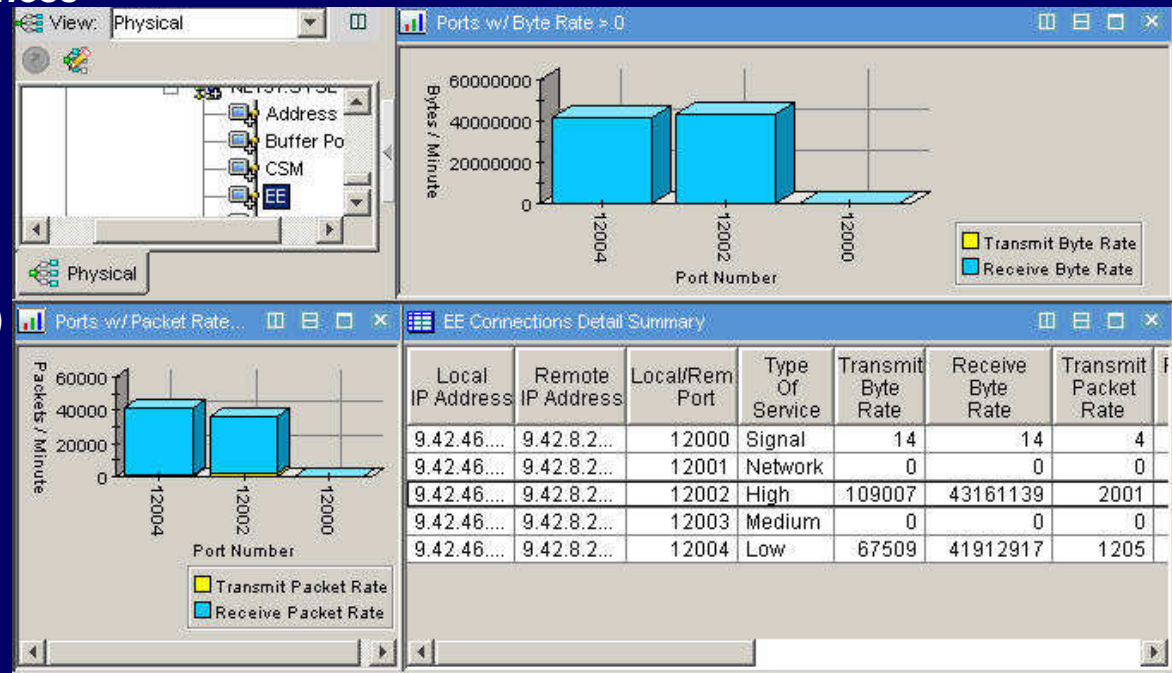 View: Physical
NET37:SYSE
Address
Buffer Po
CSM
EE
Physical
Ports w/ Byte Rate > 0
Bytes / Minute
60000000
40000000
20000000
0
12004
12002
12000
Port Number
Transmit Byte Rate
Receive Byte Rate
Ports w/ Packet Rate...
Packets / Minute
60000
40000
20000
0
12004
12002
12000
Port Number
Transmit Packet Rate
Receive Packet Rate
EE Connections Detail Summary
Local IP Address Remote IP Address Local/Rem Port Type Of Service Transmit Byte Rate Receive Byte Rate Transmit Packet Rate
9.42.46.... 9.42.8.2... 12000 Signal 14 14 4
9.42.46.... 9.42.8.2... 12001 Network 0 0 0
9.42.46.... 9.42.8.2... 12002 High 109007 43161139 2001
9.42.46.... 9.42.8.2... 12003 Medium 0 0 0
9.42.46.... 9.42.8.2... 12004 Low 67509 41912917 1205